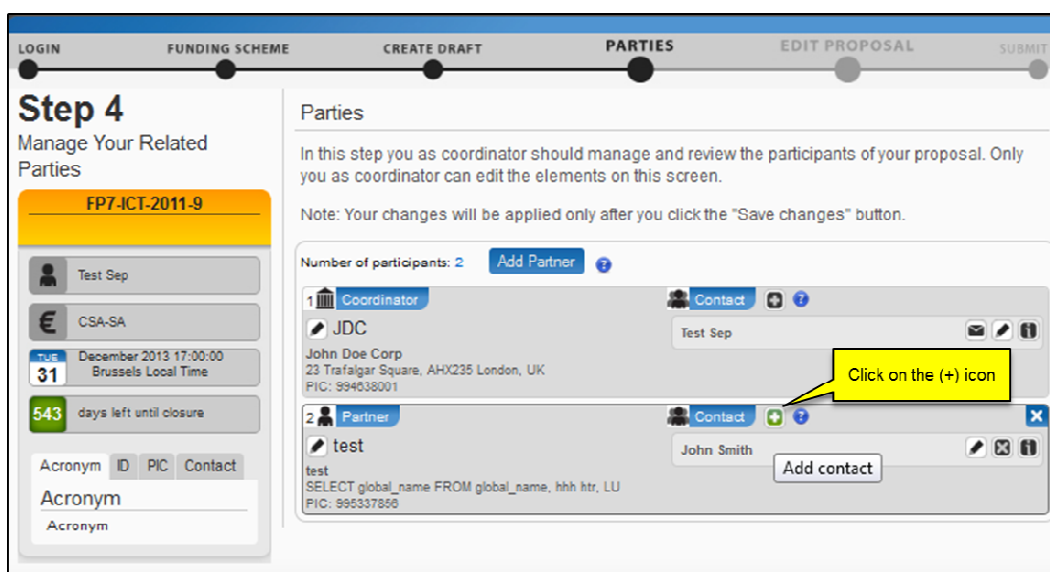 LOGIN
FUNDING SCHEME
CREATE DRAFT
PARTIES
EDIT PROPOSAL
SUBMIT
Step 4
Manage Your Related
Parties
FP7-ICT-2011-9
Test Sep
€
CSA-SA
TUE
31
December 2013 17:00:00
Brussels Local Time
543
days left until closure
Acronym ID PIC Contact
Acronym
Acronym
Parties
In this step you as coordinator should manage and review the participants of your proposal. Only
you as coordinator can edit the elements on this screen.
Note: Your changes will be applied only after you click the "Save changes" button.
Number of participants: 2 Add Partner ?
1 Coordinator
Contact ?
JDC
John Doe Corp
23 Trafalgar Square, AHX235 London, UK
PIC: 994638001
Test Sep
Click on the (+) icon
2 Partner
Contact ?
test
test
SELECT global_name FROM global_name, hhh htr, LU
PIC: 995337856
John Smith
Add contact